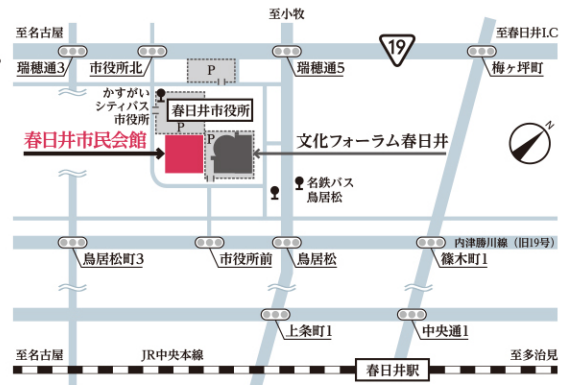 至小牧
至名古屋
至春日井I.C
19
瑞穂通3
市役所北
P
瑞穂通5
梅ヶ坪町
かすがい
シティバス
市役所
春日井市役所
P
N
春日井市民会館
P
文化フォーラム春日井
名鉄バス
鳥居松
内津勝川線（旧19号）
鳥居松町3
市役所前
鳥居松
篠木町1
上条町1
中央通1
至名古屋
JR中央本線
春日井駅
至多治見